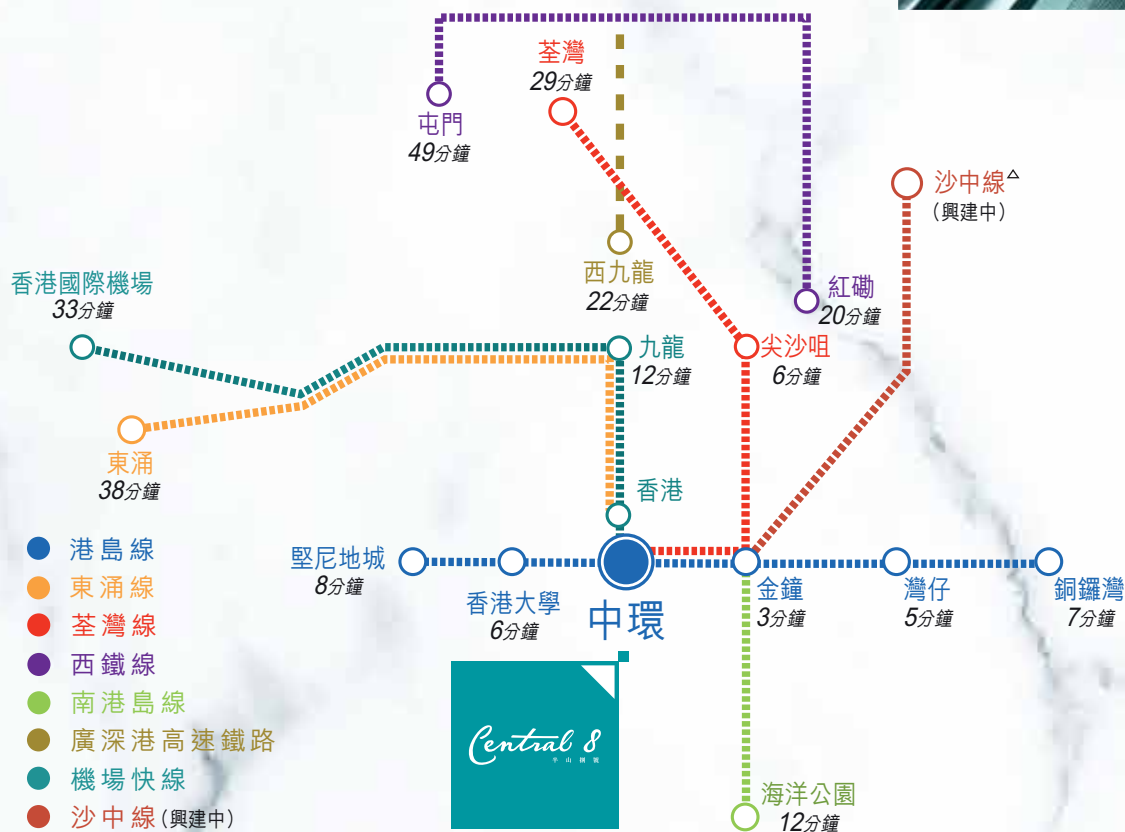 荃灣
29分鐘
屯門
49分鐘
沙中線△
(興建中)
西九龍
22分鐘
香港國際機場
33分鐘
紅磡
20分鐘
九龍
12分鐘
尖沙咀
6分鐘
東涌
38分鐘
香港
堅尼地城
8分鐘
香港大學
6分鐘
中環
金鐘
3分鐘
灣仔
5分鐘
銅鑼灣
7分鐘
港島線
東涌線
荃灣線
西鐵線
南港島線
廣深港高速鐵路
機場快線
沙中線(興建中)
Central 8
半山捌號
海洋公園
12分鐘